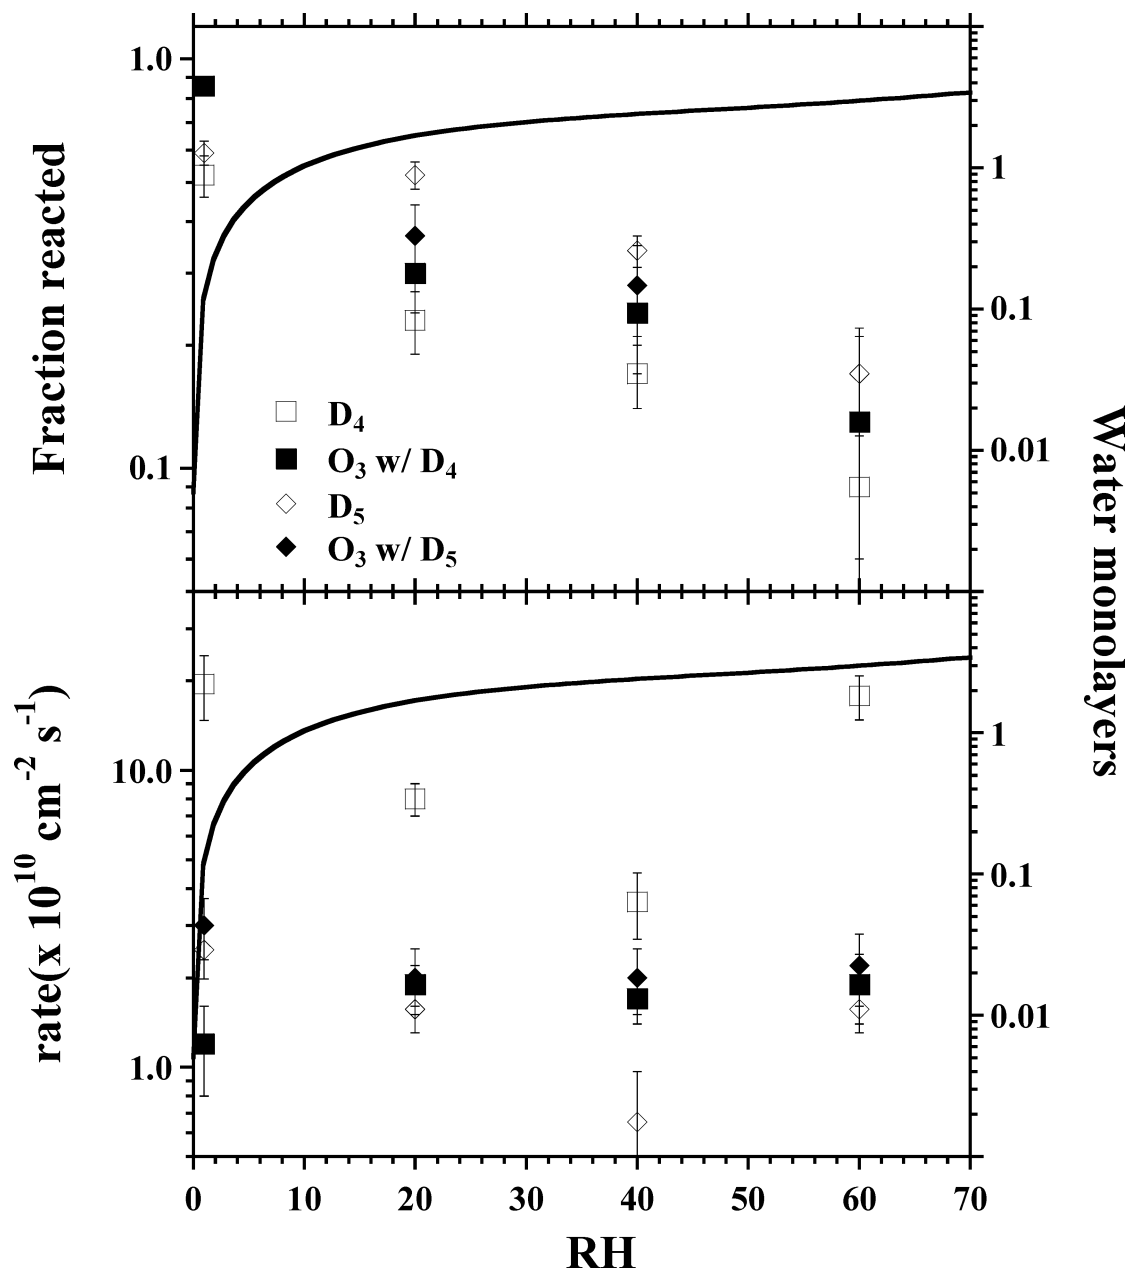 Fraction reacted
1.0
0.1
D₄
O₃ w/ D₄
D₅
O₃ w/ D₅
1
0.1
0.01
Water monolayers
rate(x 10¹⁰ cm⁻² s⁻¹)
10.0
1.0
1
0.1
0.01
0 10 20 30 40 50 60 70
RH